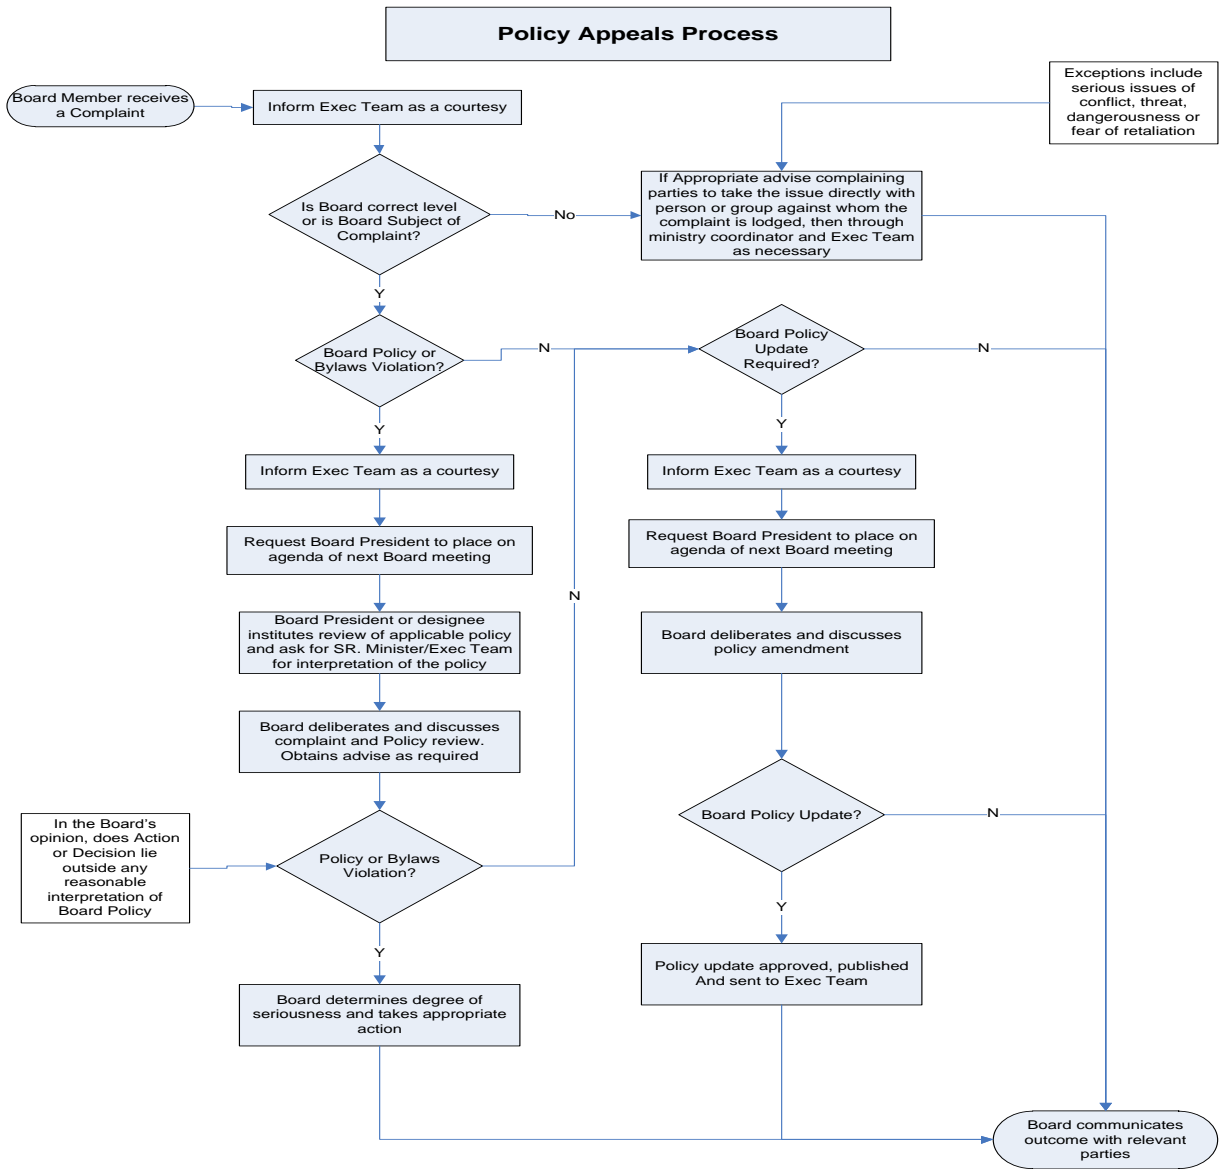 Policy Appeals Process
Board Member receives
a Complaint
Inform Exec Team as a courtesy
Exceptions include
serious issues of
conflict, threat,
dangerousness or
fear of retaliation
Is Board correct level
or is Board Subject of
Complaint?
No
If Appropriate advise complaining
parties to take the issue directly with
person or group against whom the
complaint is lodged, then through
ministry coordinator and Exec Team
as necessary
Y
Board Policy or
Bylaws Violation?
N
Board Policy
Update
Required?
N
Y
Y
Inform Exec Team as a courtesy
Inform Exec Team as a courtesy
Request Board President to place on
agenda of next Board meeting
Request Board President to place on
agenda of next Board meeting
N
Board President or designee
institutes review of applicable policy
and ask for SR. Minister/Exec Team
for interpretation of the policy
Board deliberates and discusses
policy amendment
Board deliberates and discusses
complaint and Policy review.
Obtains advise as required
Board Policy Update?
N
In the Board's
opinion, does Action
or Decision lie
outside any
reasonable
interpretation of
Board Policy
Policy or Bylaws
Violation?
Y
Y
Policy update approved, published
And sent to Exec Team
Board determines degree of
seriousness and takes appropriate
action
Board communicates
outcome with relevant
parties